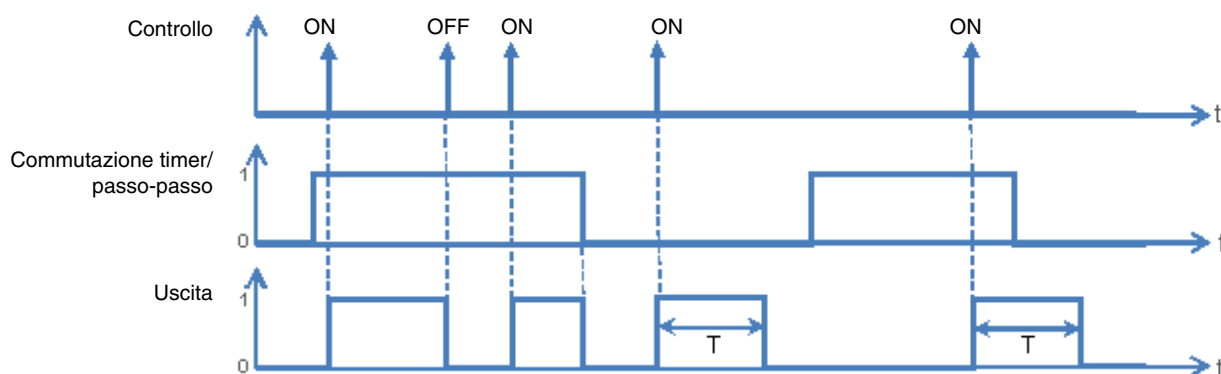 Controllo
ON OFF ON ON ON
t
Commutazione timer/
passo-passo
1
0
t
Uscita
1
T T
0
t